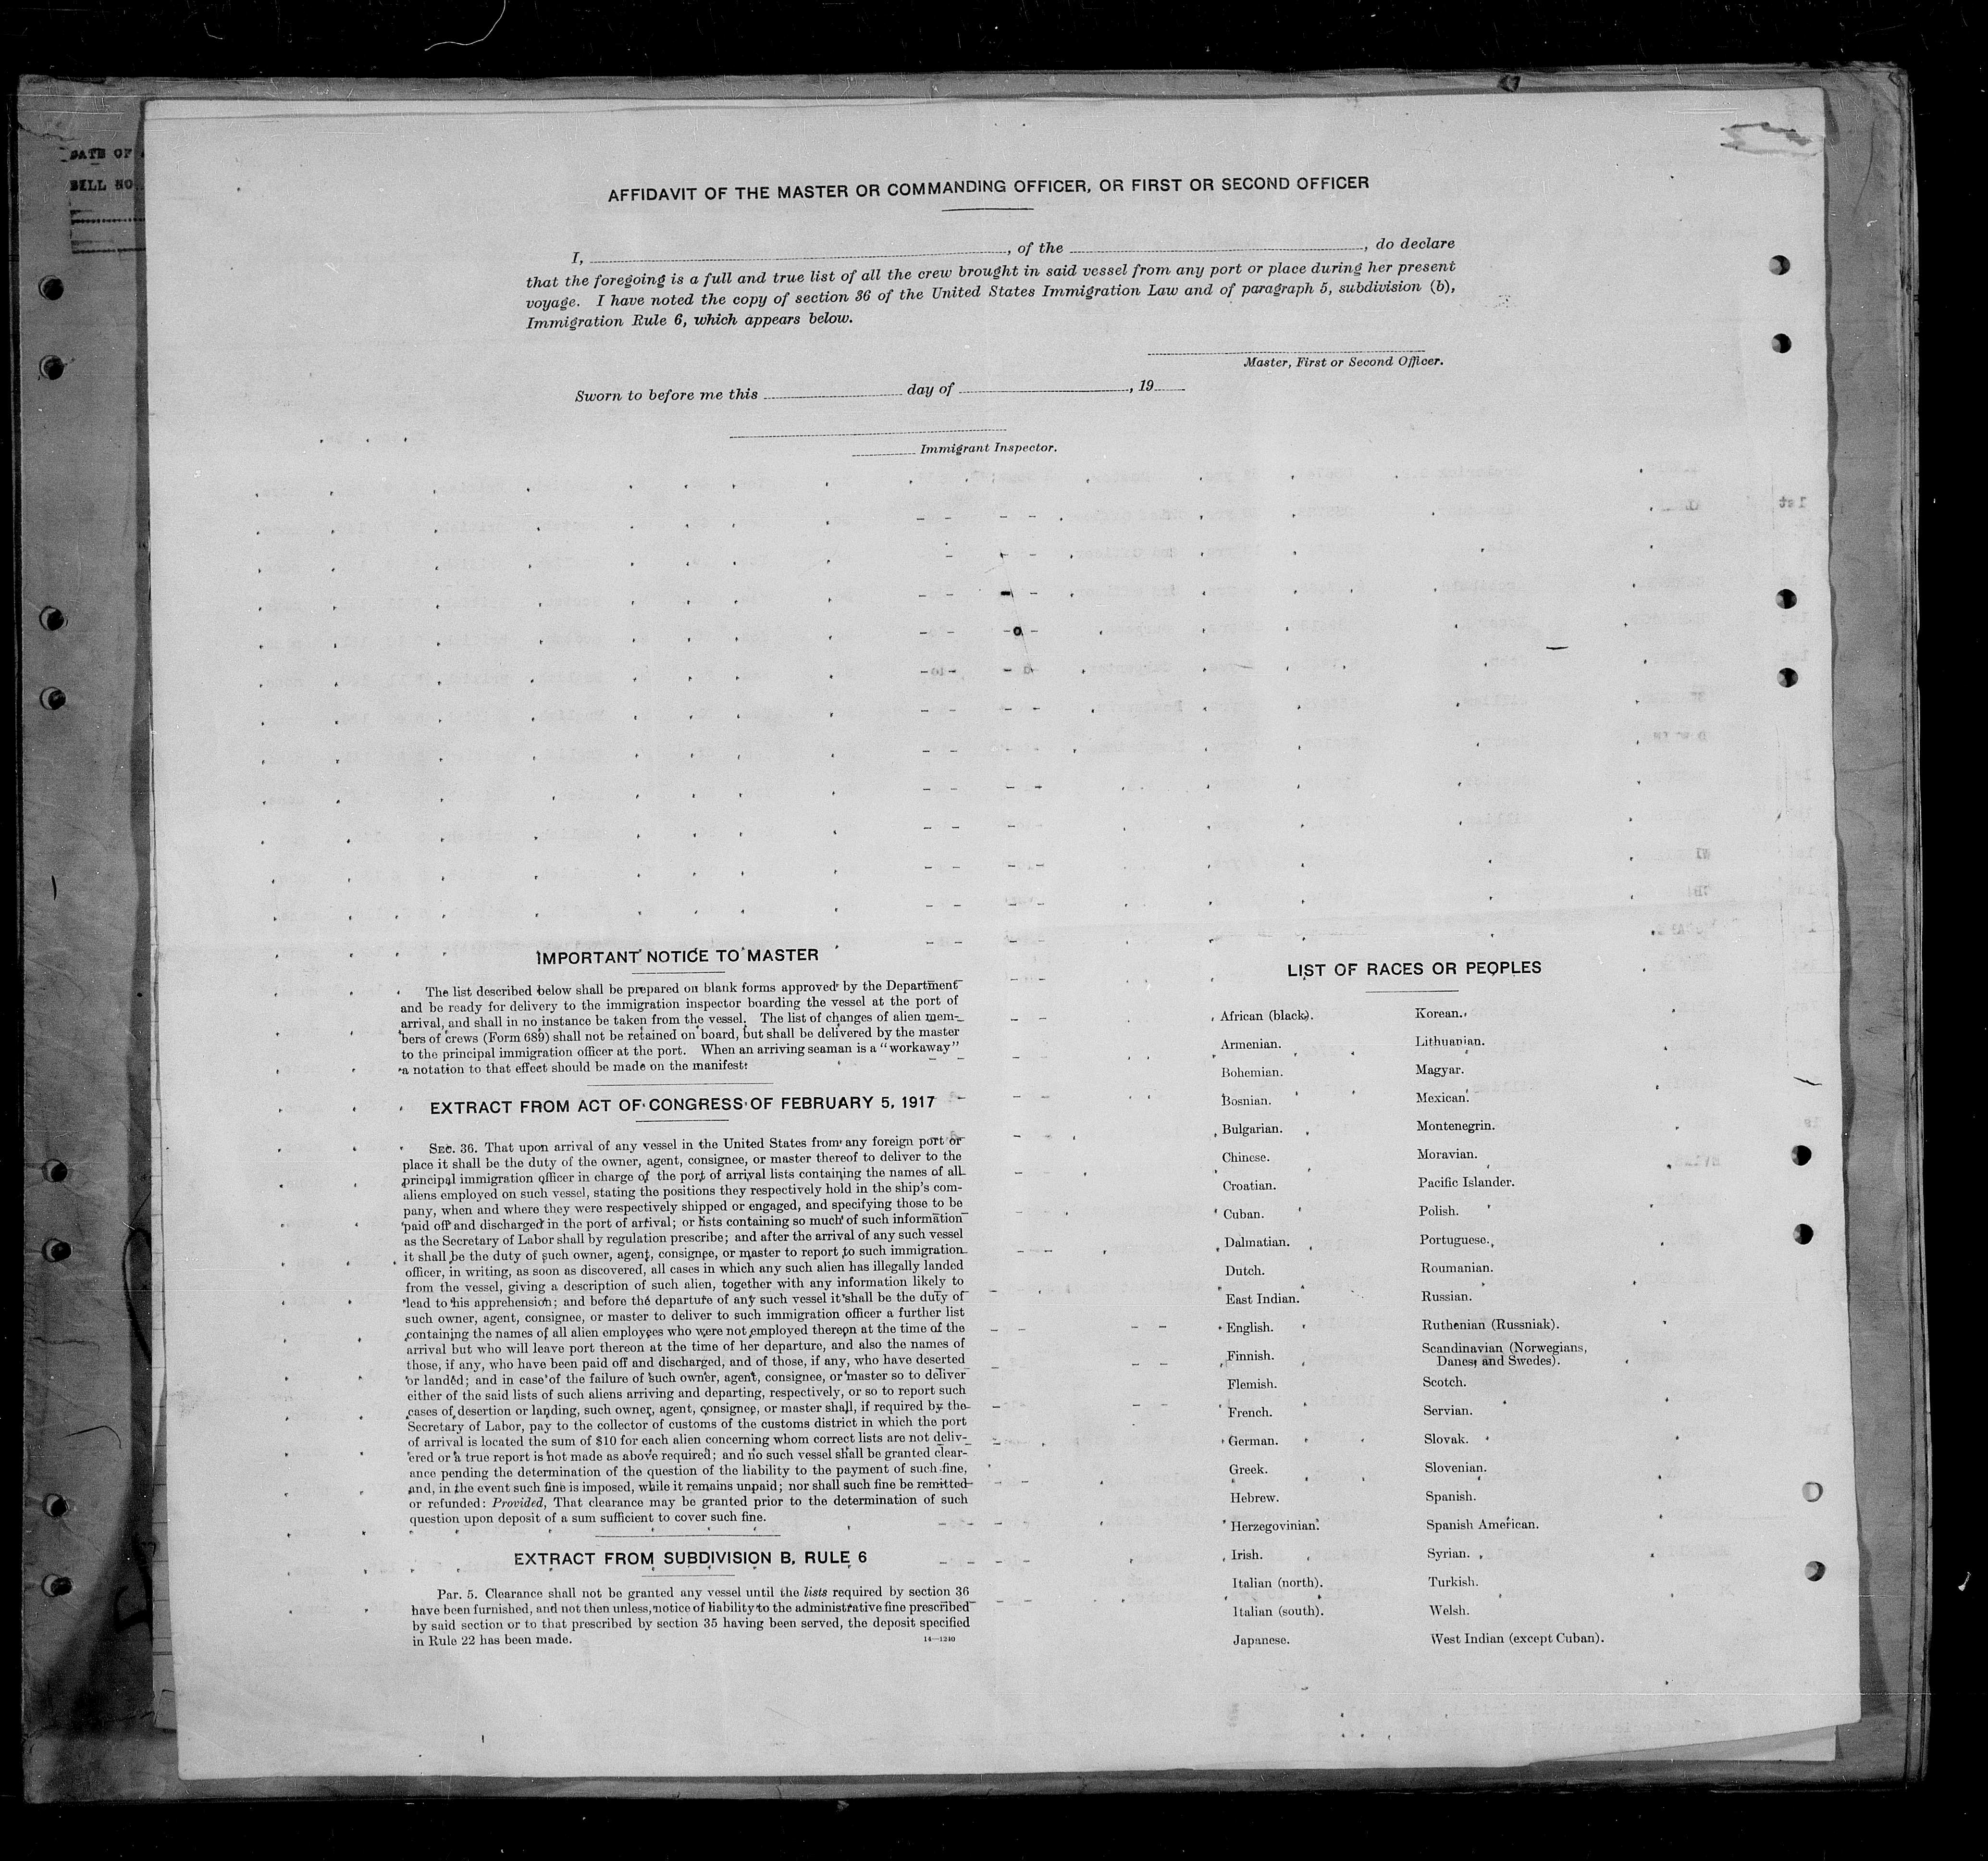 DATE OF
BILL NO.
AFFIDAVIT OF THE MASTER OR COMMANDING OFFICER, OR FIRST OR SECOND OFFICER
I, , of the , do declare
that the foregoing is a full and true list of all the crew brought in said vessel from any port or place during her present
voyage. I have noted the copy of section 36 of the United States Immigration Law and of paragraph 5, subdivision (b),
Immigration Rule 6, which appears below.
Master, First or Second Officer.
Sworn to before me this day of , 19
Immigrant Inspector.
IMPORTANT NOTICE TO MASTER
The list described below shall be prepared on blank forms approved by the Department
and be ready for delivery to the immigration inspector boarding the vessel at the port of
arrival, and shall in no instance be taken from the vessel. The list of changes of alien mem-
bers of crews (Form 689) shall not be retained on board, but shall be delivered by the master
to the principal immigration officer at the port. When an arriving seaman is a "workaway"
a notation to that effect should be made on the manifest.
EXTRACT FROM ACT OF CONGRESS OF FEBRUARY 5, 1917
SEC. 36. That upon arrival of any vessel in the United States from any foreign port or
place it shall be the duty of the owner, agent, consignee, or master thereof to deliver to the
principal immigration officer in charge of the port of arrival lists containing the names of all
aliens employed on such vessel, stating the positions they respectively hold in the ship's com-
pany, when and where they were respectively shipped or engaged, and specifying those to be
paid off and discharged in the port of arrival; or lists containing so much of such information
as the Secretary of Labor shall by regulation prescribe; and after the arrival of any such vessel
it shall be the duty of such owner, agent, consignee, or master to report to such immigration
officer, in writing, as soon as discovered, all cases in which any such alien has illegally landed
from the vessel, giving a description of such alien, together with any information likely to
lead to his apprehension; and before the departure of any such vessel it shall be the duty of
such owner, agent, consignee, or master to deliver to such immigration officer a further list
containing the names of all alien employees who were not employed thereon at the time of the
arrival but who will leave port thereon at the time of her departure, and also the names of
those, if any, who have been paid off and discharged, and of those, if any, who have deserted
or landed; and in case of the failure of such owner, agent, consignee, or master so to deliver
either of the said lists of such aliens arriving and departing, respectively, or so to report such
cases of desertion or landing, such owner, agent, consignee, or master shall, if required by the
Secretary of Labor, pay to the collector of customs of the customs district in which the port
of arrival is located the sum of $10 for each alien concerning whom correct lists are not deliv-
ered or a true report is not made as above required; and no such vessel shall be granted clear-
ance pending the determination of the question of the liability to the payment of such fine,
and, in the event such fine is imposed, while it remains unpaid; nor shall such fine be remitted
or refunded: Provided, That clearance may be granted prior to the determination of such
question upon deposit of a sum sufficient to cover such fine.
EXTRACT FROM SUBDIVISION B, RULE 6
Par. 5. Clearance shall not be granted any vessel until the lists required by section 36
have been furnished, and not then unless, notice of liability to the administrative fine prescribed
by said section or to that prescribed by section 35 having been served, the deposit specified
in Rule 22 has been made.
14—1240
LIST OF RACES OR PEOPLES
African (black).
Armenian.
Bohemian.
Bosnian.
Bulgarian.
Chinese.
Croatian.
Cuban.
Dalmatian.
Dutch.
East Indian.
English.
Finnish.
Flemish.
French.
German.
Greek.
Hebrew.
Herzegovinian.
Irish.
Italian (north).
Italian (south).
Japanese.
Korean.
Lithuanian.
Magyar.
Mexican.
Montenegrin.
Moravian.
Pacific Islander.
Polish.
Portuguese.
Roumanian.
Russian.
Ruthenian (Russniak).
Scandinavian (Norwegians,
Danes, and Swedes).
Scotch.
Servian.
Slovak.
Slovenian.
Spanish.
Spanish American.
Syrian.
Turkish.
Welsh.
West Indian (except Cuban).